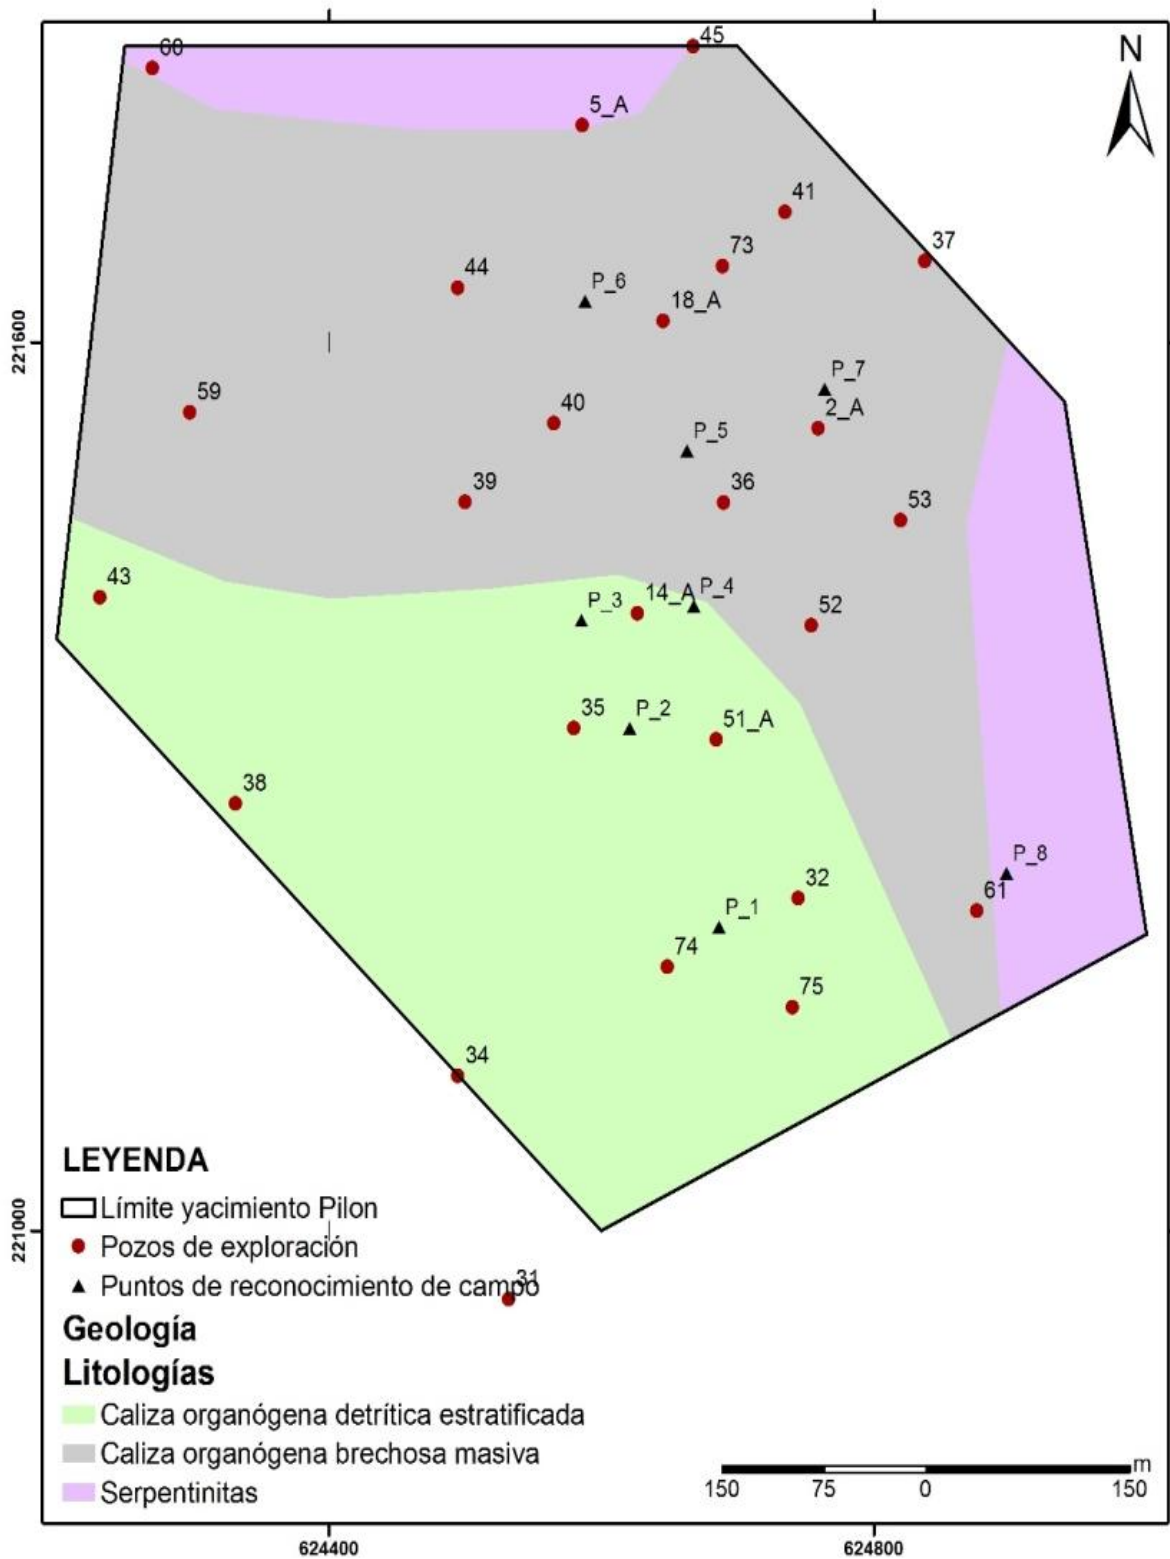 N
60
45
5_A
41
37
73
44
P_6
18_A
221600
59
P_7
40
2_A
P_5
39
36
53
43
14_A
P_4
P_3
52
35
P_2
51_A
38
P_8
32
61
P_1
74
75
34
LEYENDA
Límite yacimiento Pilon
221000
Pozos de exploración
Puntos de reconocimiento de campo
31
Geología
Litologías
Caliza organógena detrítica estratificada
Caliza organógena brechosa masiva
Serpentinitas
m
150 75 0 150
624400 624800